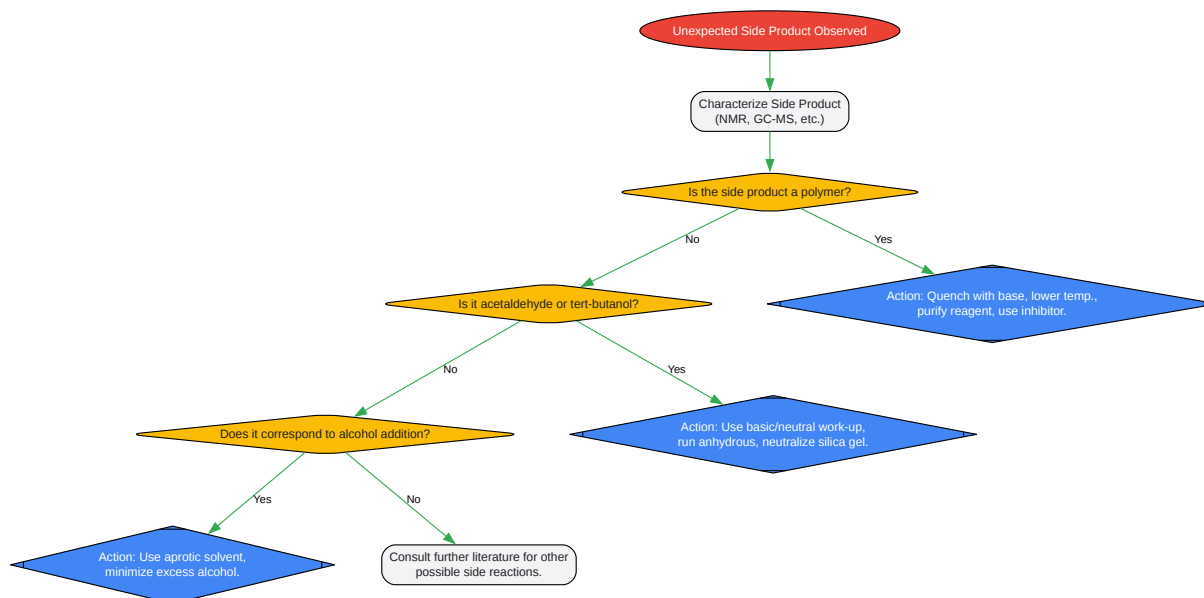 Unexpected Side Product Observed
Characterize Side Product
(NMR, GC-MS, etc.)
Is the side product a polymer?
No
Yes
Is it acetaldehyde or tert-butanol?
Action: Quench with base, lower temp.,
purify reagent, use inhibitor.
No
Yes
Does it correspond to alcohol addition?
Action: Use basic/neutral work-up,
run anhydrous, neutralize silica gel.
Yes
No
Action: Use aprotic solvent,
minimize excess alcohol.
Consult further literature for other
possible side reactions.